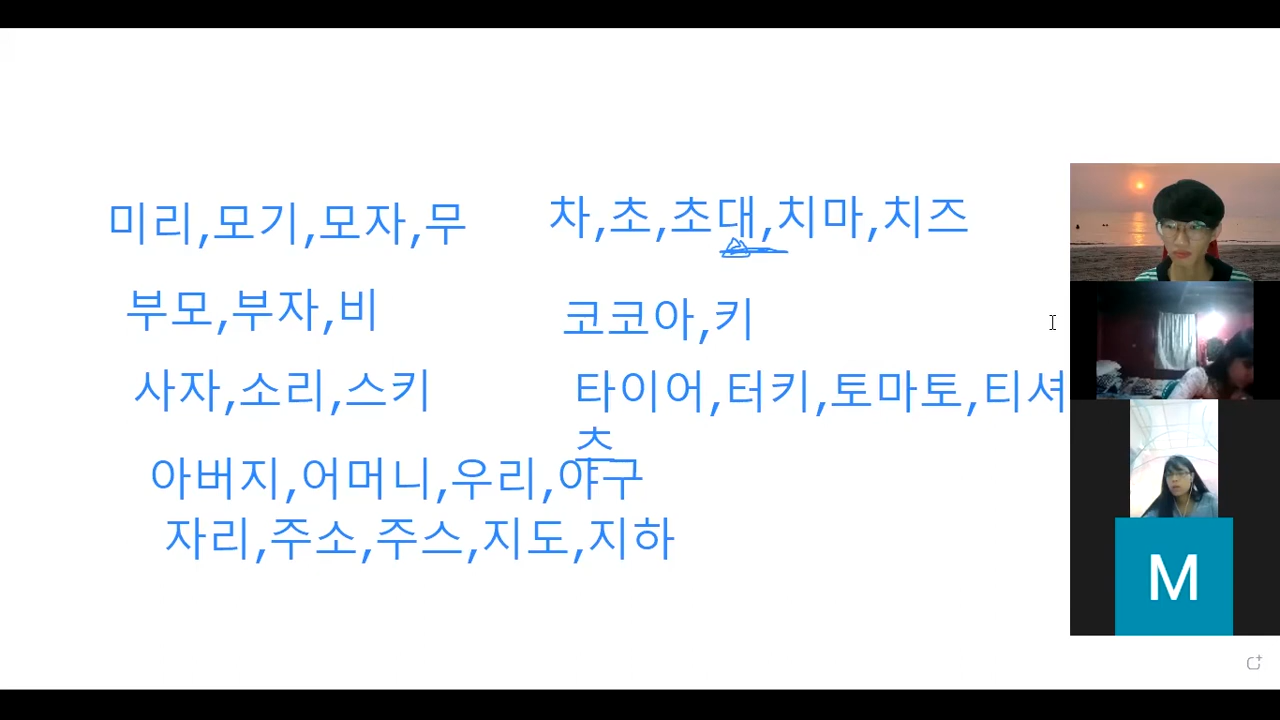 미리,모기,모자,무
부모,부자,비
사자,소리,스키
아버지,어머니,우리,야구
자리,주소,주스,지도,지하
차,초,초대,치마,치즈
코코아,키
타이어,터키,토마토,티셔
츠
M